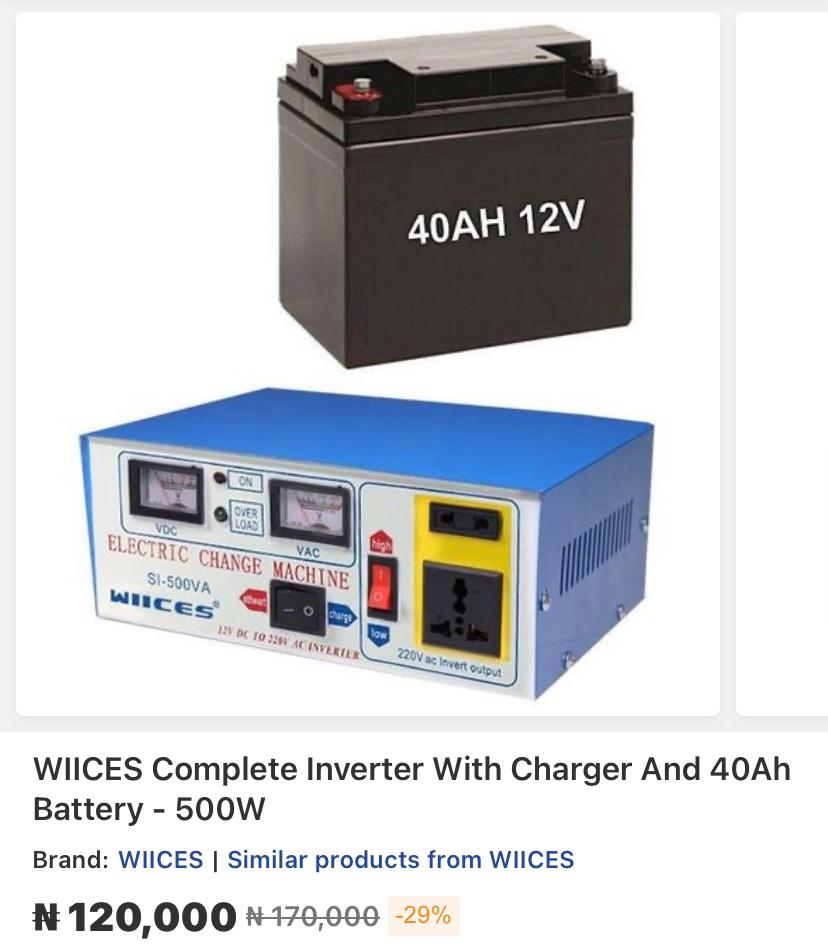 40AH 12V
ON
OVER
LOAD
VDC
VAC
ELECTRIC CHANGE MACHINE
SI-500VA
WIICES®
charge
12V DC TO 220V AC INVERTER
high
low
220V ac Invert output
WIICES Complete Inverter With Charger And 40Ah
Battery - 500W
Brand: WIICES | Similar products from WIICES
₦ 120,000 ₦ 170,000 -29%